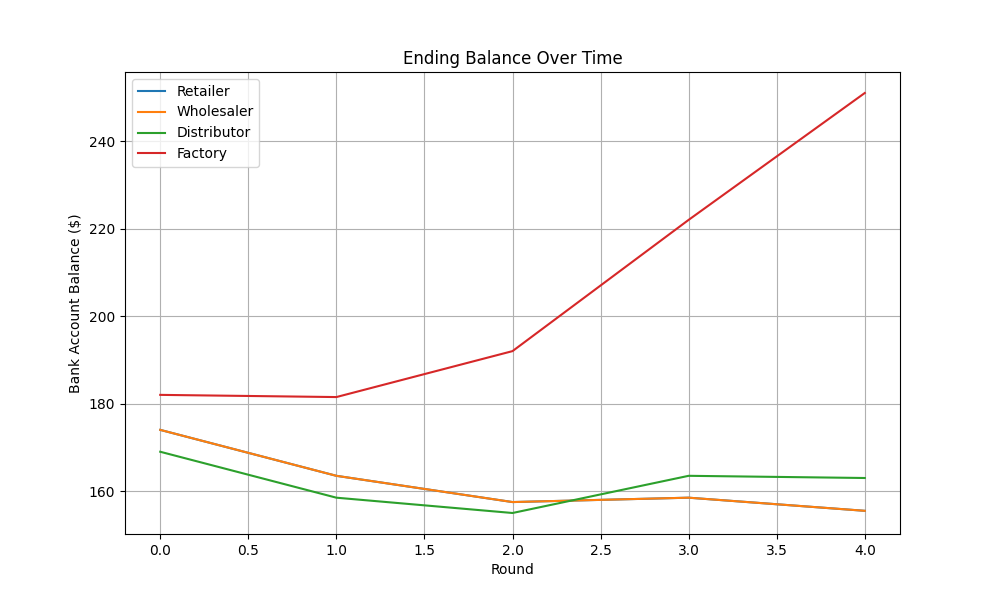 Ending Balance Over Time
Retailer
Wholesaler
Distributor
Factory
Bank Account Balance ($)
240
220
200
180
160
0.0 0.5 1.0 1.5 2.0 2.5 3.0 3.5 4.0
Round